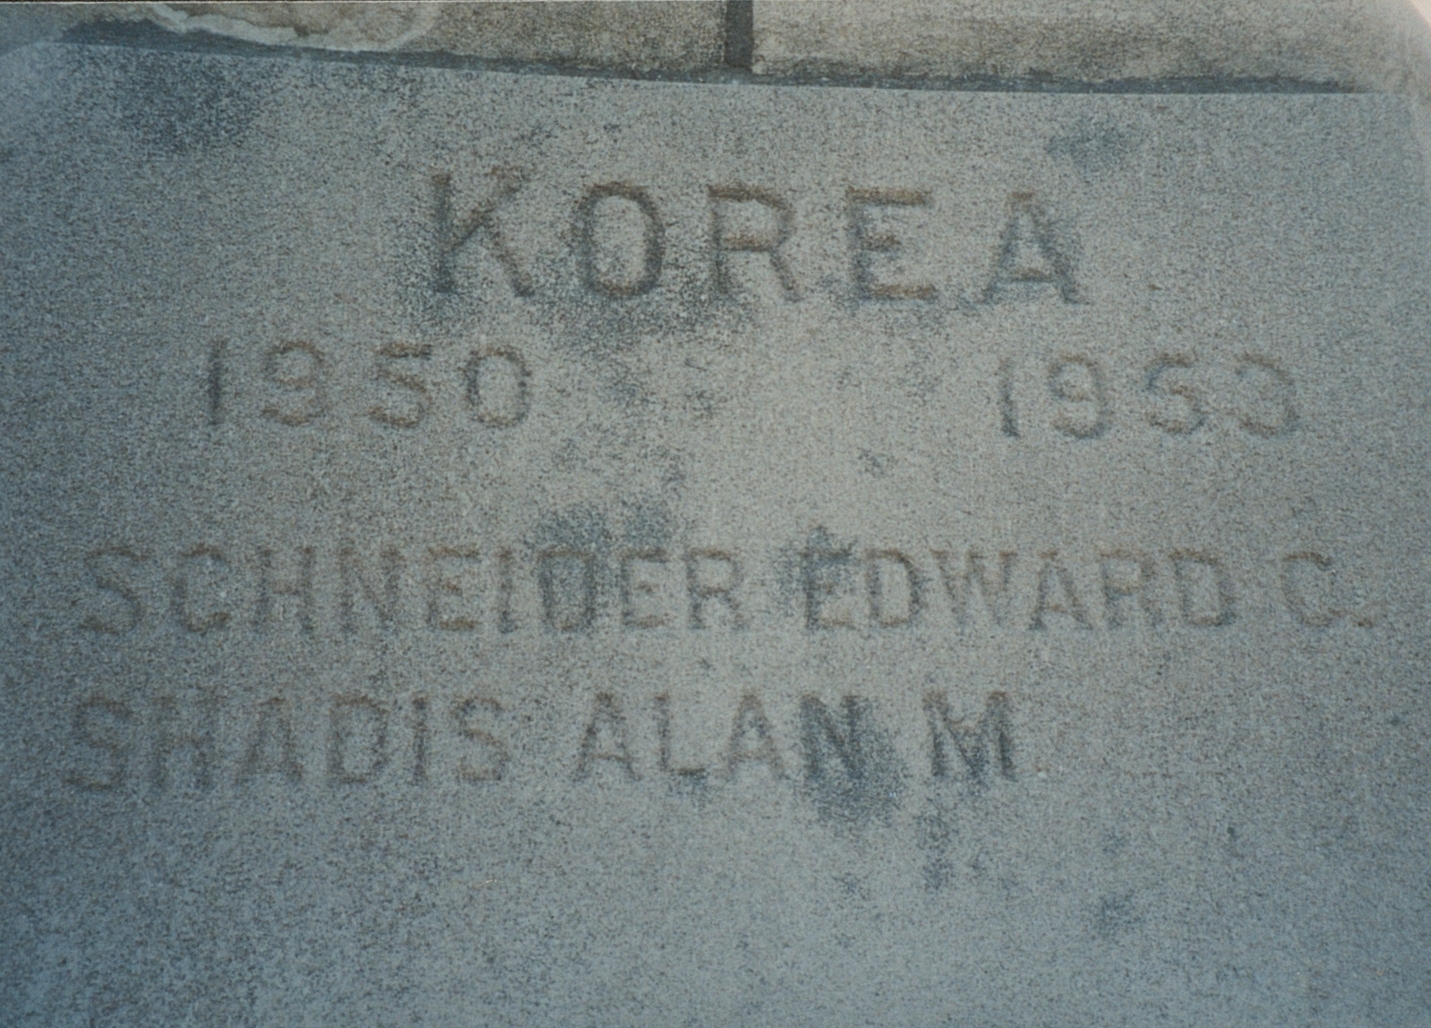 KOREA
1950 1953
SCHNEIDER EDWARD C.
SHADIS ALAN M.